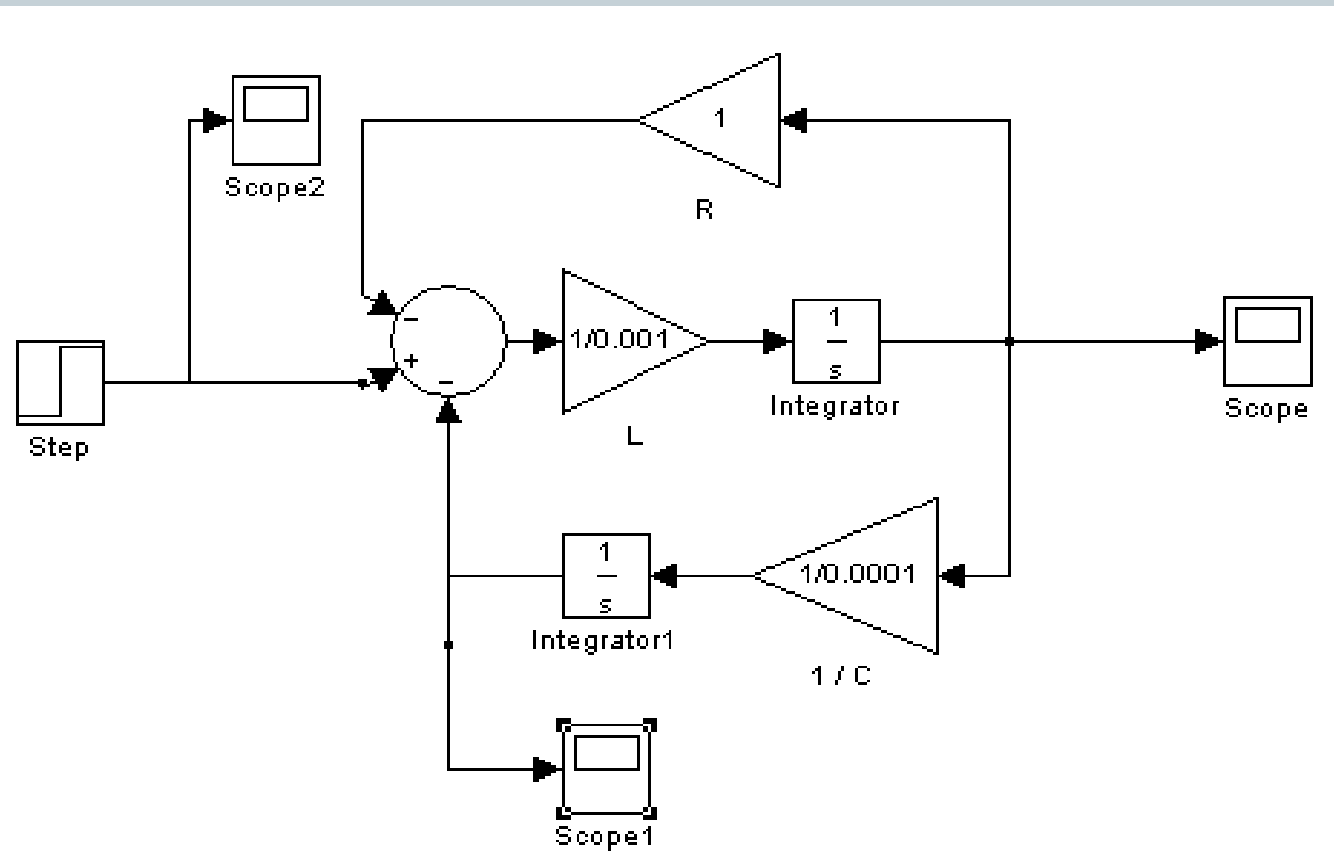 Scope2
1
R
−
+
−
1/0.001
L
1
s
Integrator
Scope
Step
1
s
Integrator1
1/0.0001
1 / C
Scope1